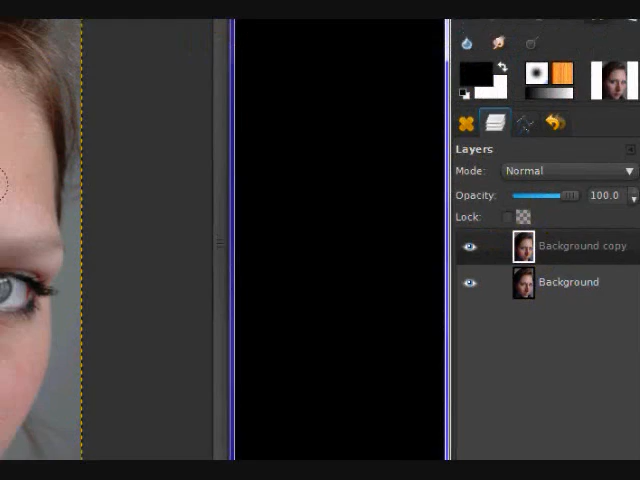 Layers
Mode: Normal
Opacity: 100.0
Lock:
Background copy
Background